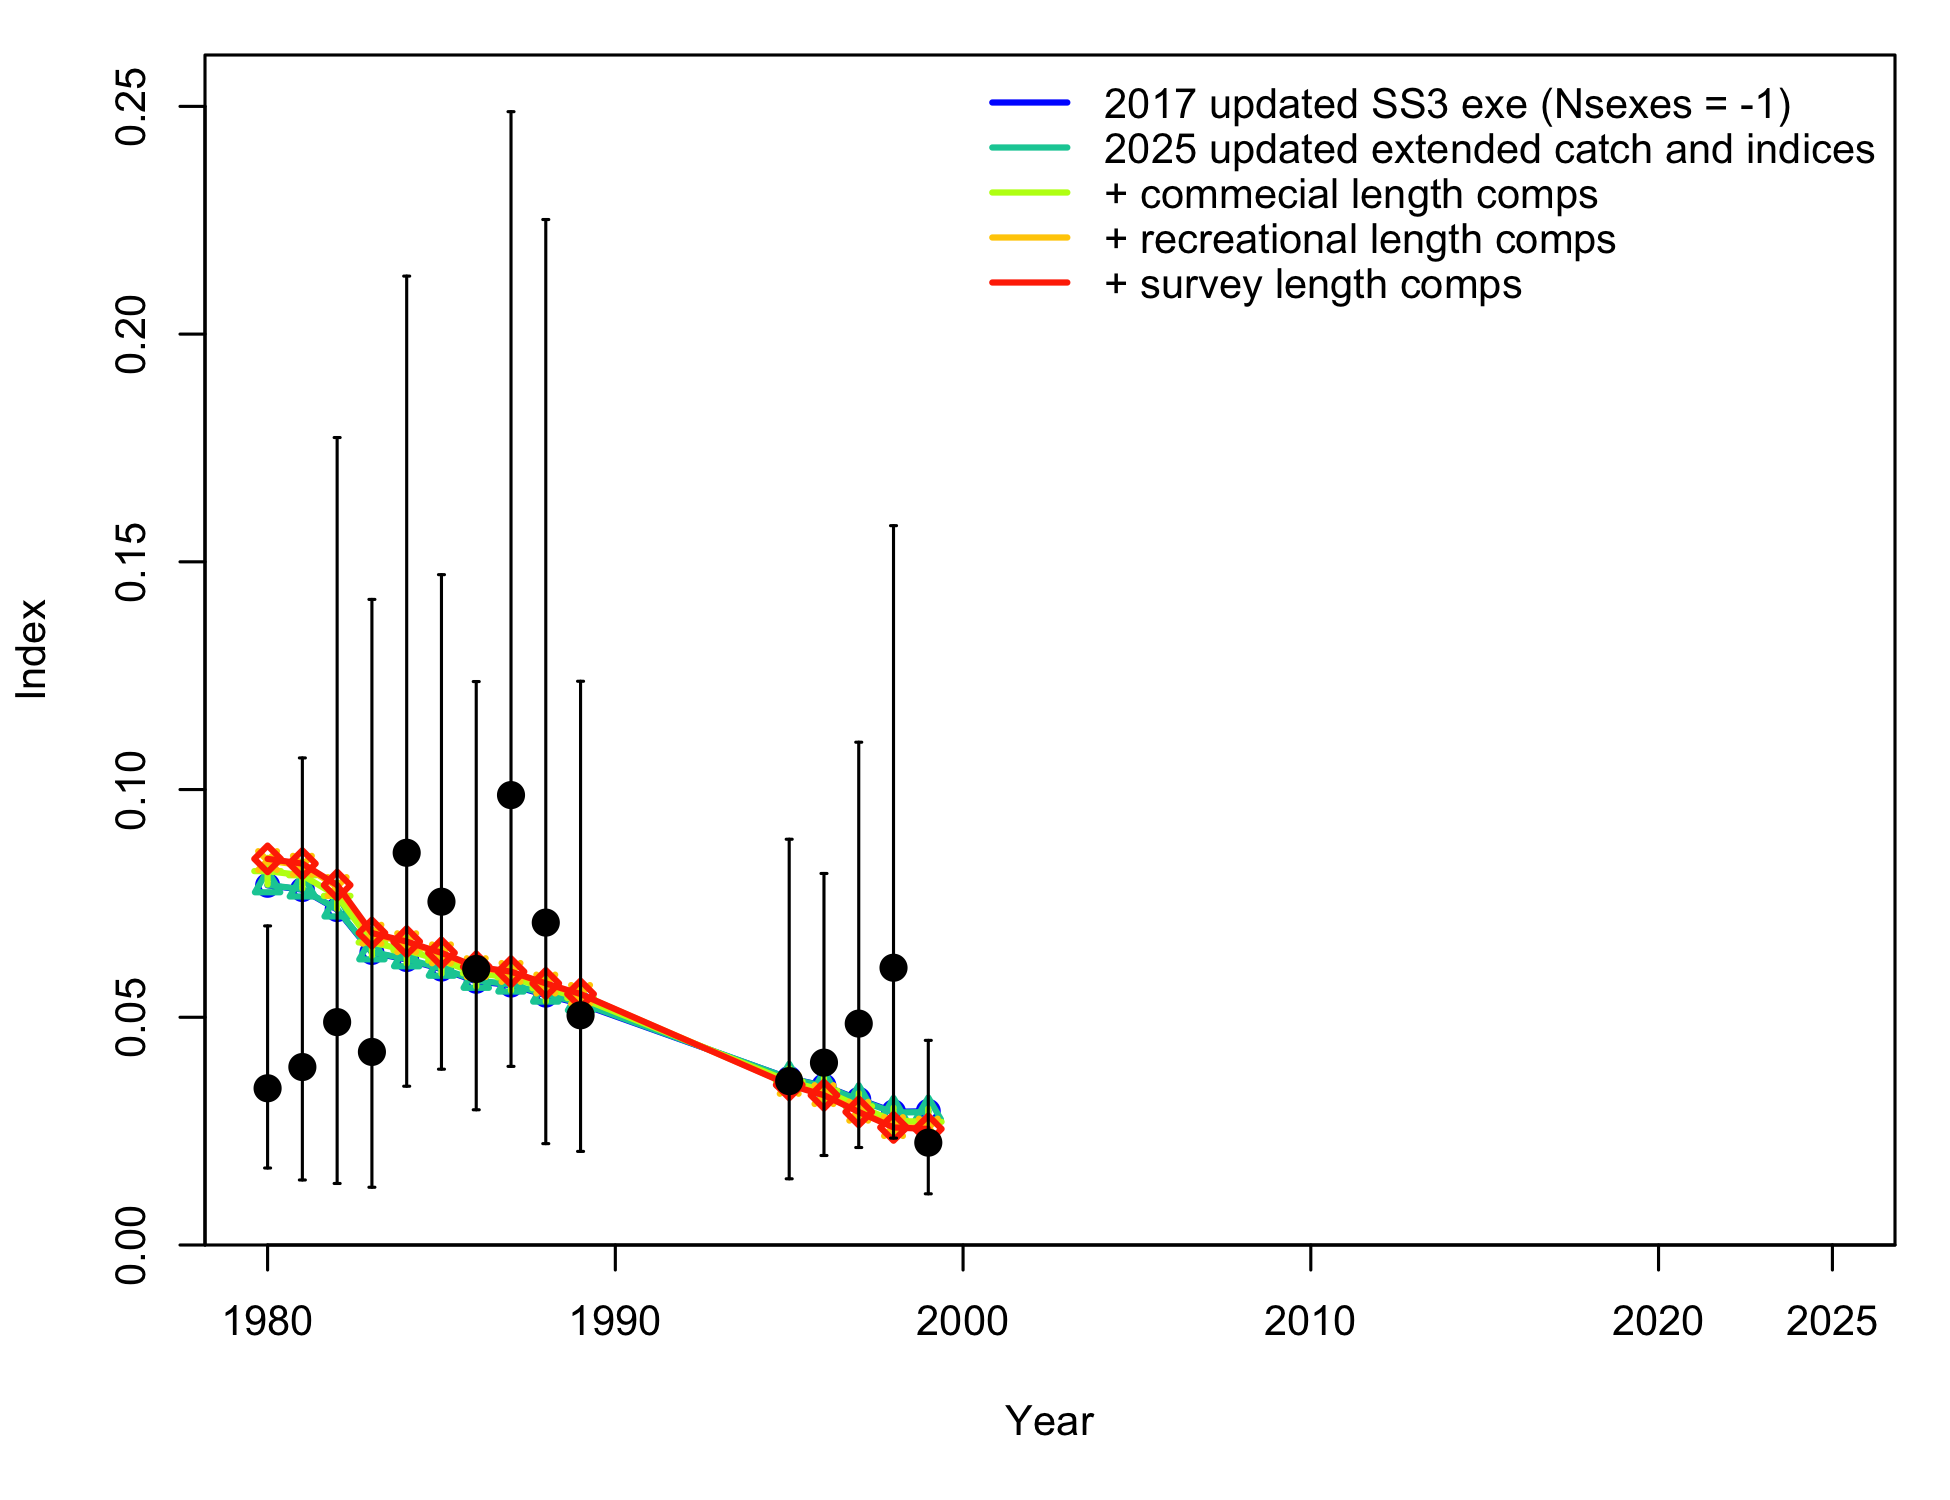 2017 updated SS3 exe (Nsexes = -1)
2025 updated extended catch and indices
+ commecial length comps
+ recreational length comps
+ survey length comps
0.25
0.20
0.15
0.10
0.05
0.00
Index
1980 1990 2000 2010 2020 2025
Year